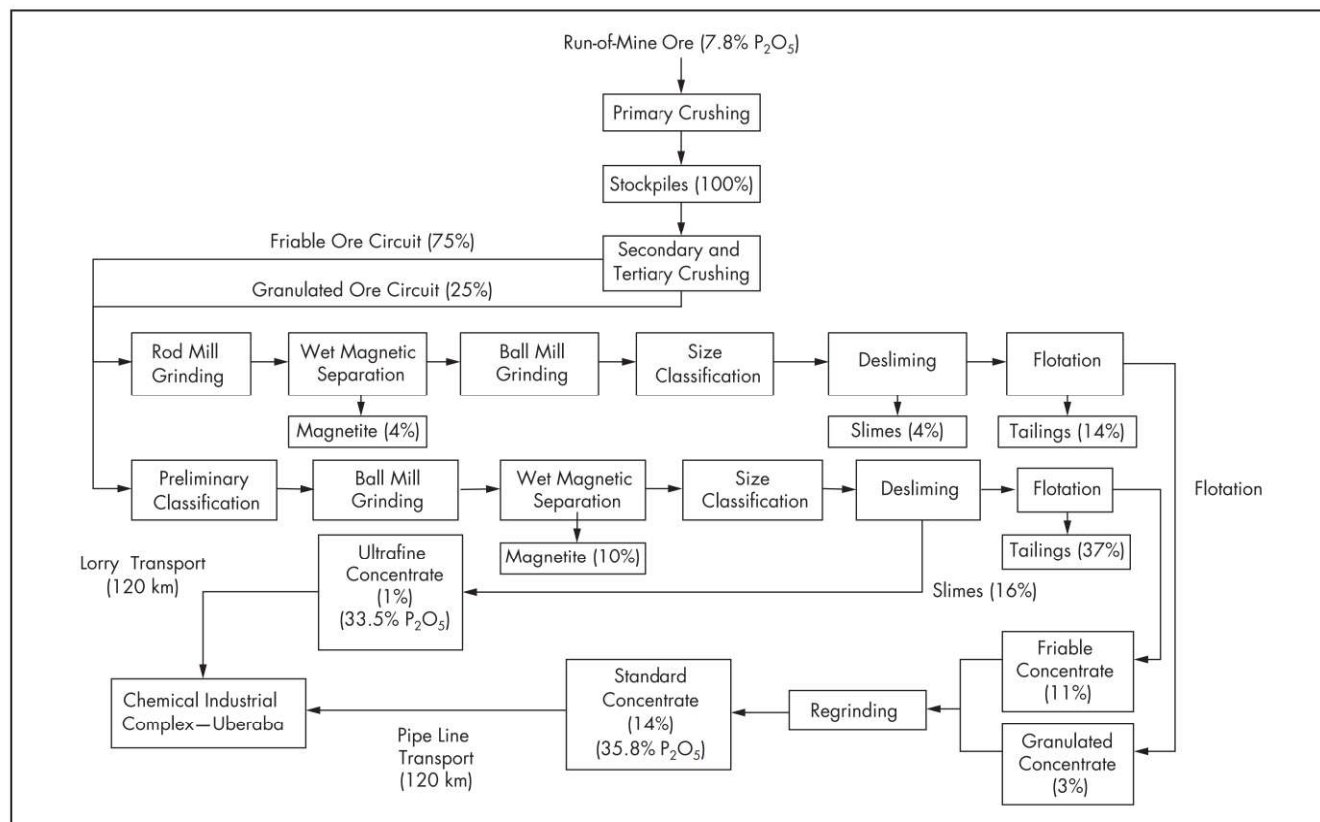 Run-of-Mine Ore (7.8% P₂O₅)
Primary Crushing
Stockpiles (100%)
Friable Ore Circuit (75%)
Secondary and
Tertiary Crushing
Granulated Ore Circuit (25%)
Rod Mill
Grinding
Wet Magnetic
Separation
Ball Mill
Grinding
Size
Classification
Desliming
Flotation
Magnetite (4%)
Slimes (4%)
Tailings (14%)
Preliminary
Classification
Ball Mill
Grinding
Wet Magnetic
Separation
Size
Classification
Desliming
Flotation
Flotation
Magnetite (10%)
Tailings (37%)
Lorry Transport
(120 km)
Ultrafine
Concentrate
(1%)
(33.5% P₂O₅)
Slimes (16%)
Friable
Concentrate
(11%)
Standard
Concentrate
(14%)
(35.8% P₂O₅)
Regrinding
Chemical Industrial
Complex—Uberaba
Pipe Line
Transport
(120 km)
Granulated
Concentrate
(3%)